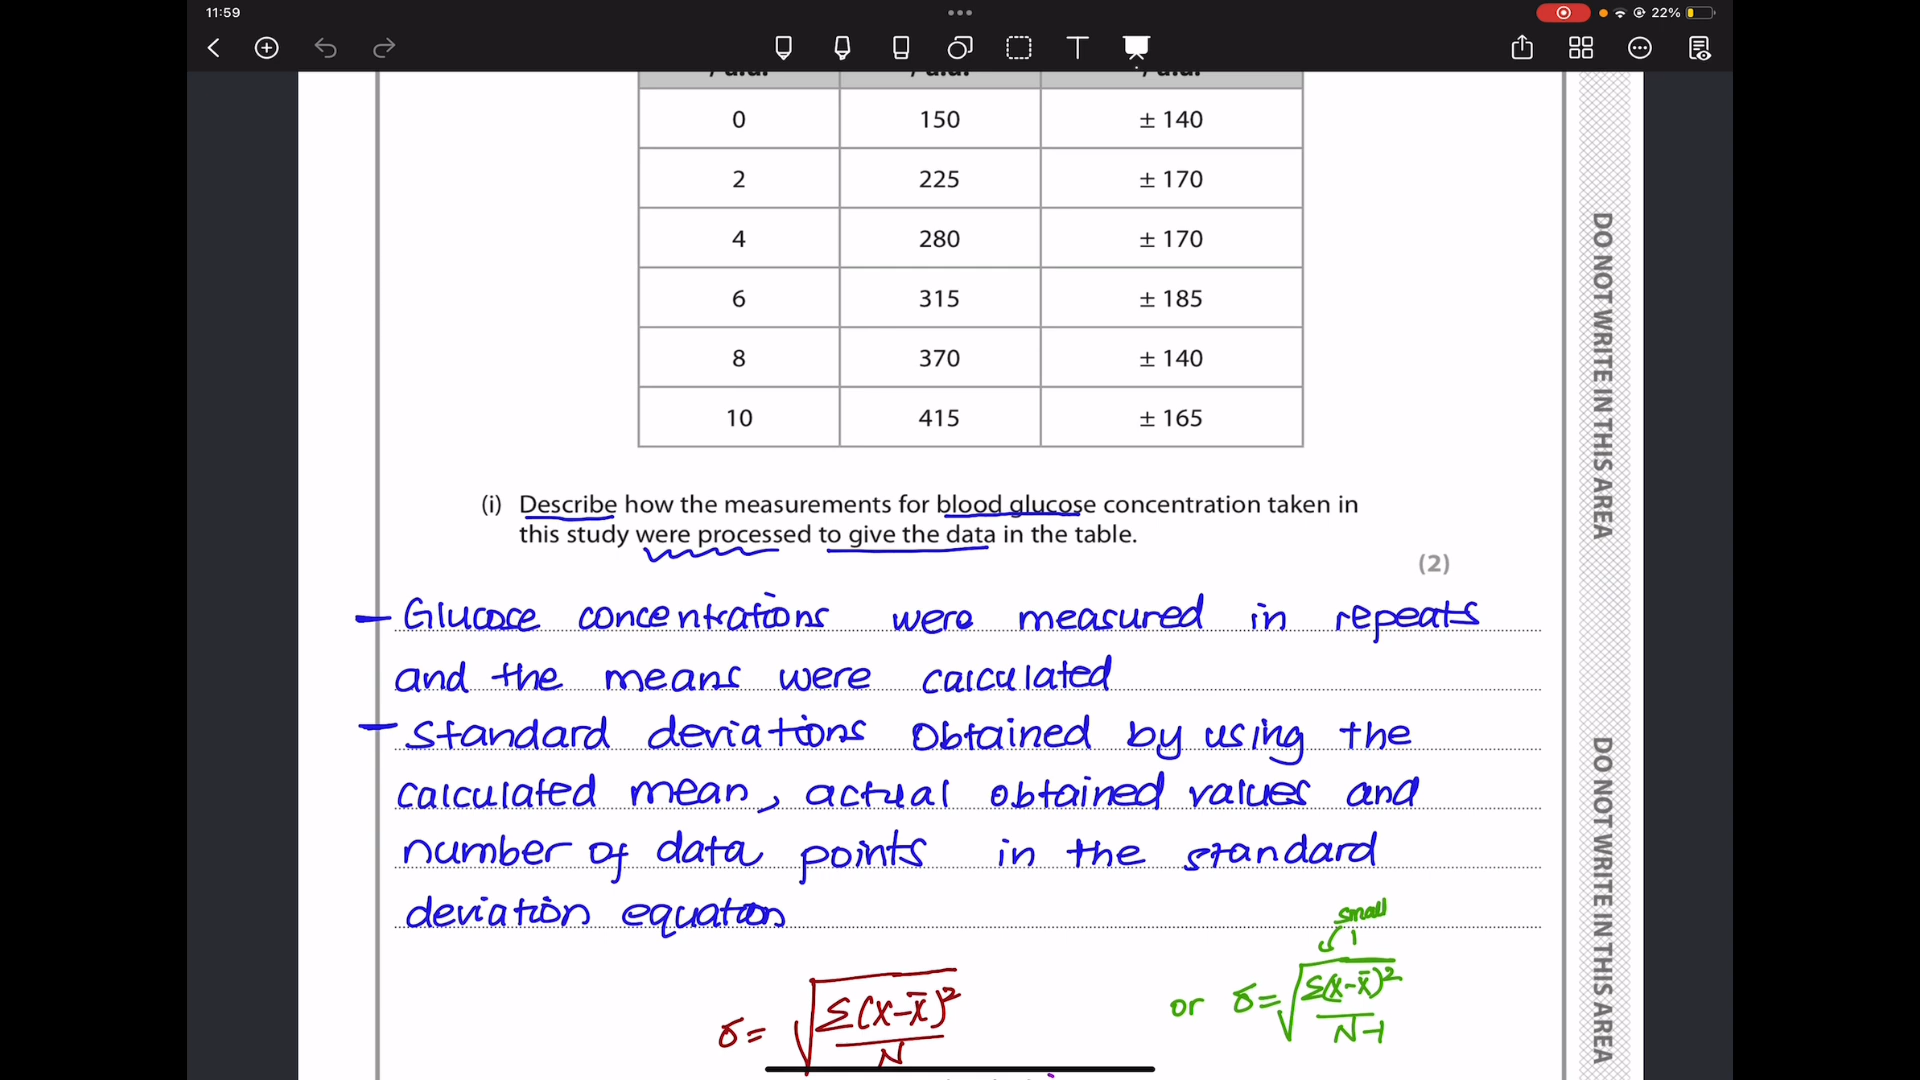 11:59
22%
/ a.u. / a.u. / a.u.
0 150 ± 140
2 225 ± 170
4 280 ± 170
6 315 ± 185
8 370 ± 140
10 415 ± 165
(i) Describe how the measurements for blood glucose concentration taken in
this study were processed to give the data in the table.
(2)
- Glucose concentrations were measured in repeats
and the means were calculated
- Standard deviations obtained by using the
calculated mean, actual obtained values and
number of data points in the standard
deviation equation
small
σ = √Σ(x-x̄)²/N
or σ = √Σ(x-x̄)²/N-1
DO NOT WRITE IN THIS AREA
DO NOT WRITE IN THIS AREA